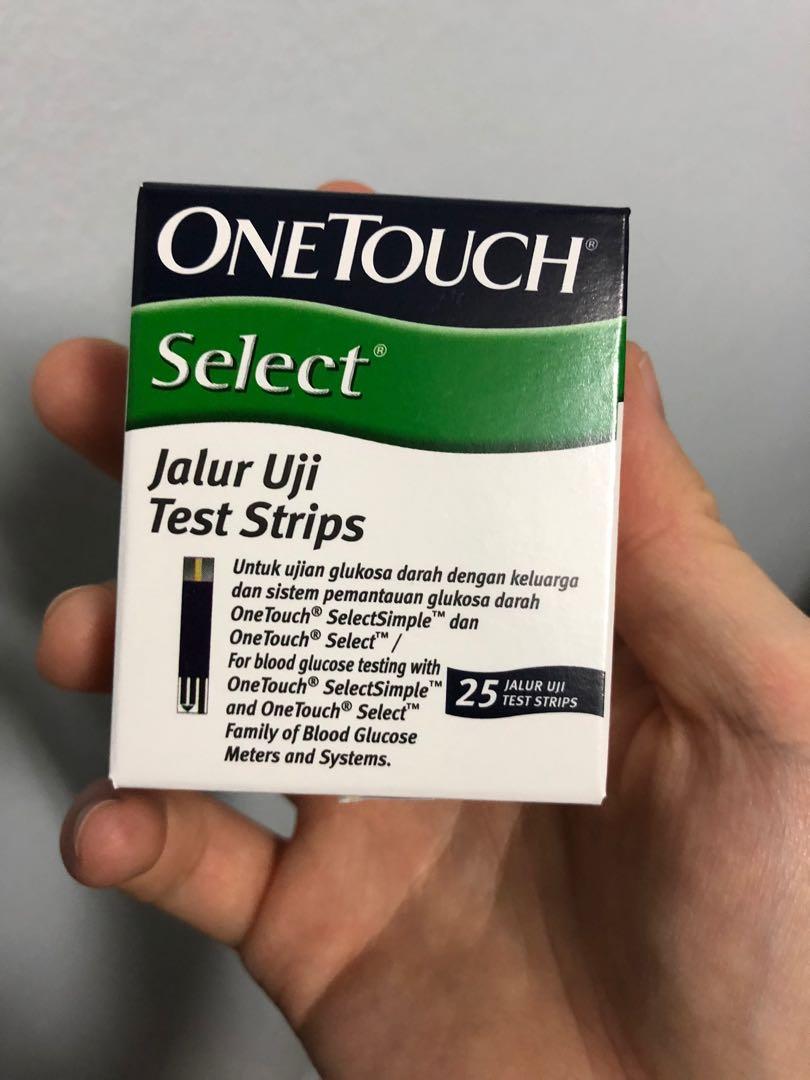 ONETOUCH®
Select®
Jalur Uji
Test Strips
Untuk ujian glukosa darah dengan keluarga
dan sistem pemantauan glukosa darah
OneTouch® SelectSimple™ dan
OneTouch® Select™ /
For blood glucose testing with
OneTouch® SelectSimple™
and OneTouch® Select™
Family of Blood Glucose
Meters and Systems.
25 JALUR UJI
TEST STRIPS